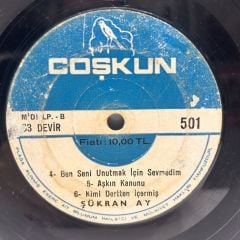 COŞKUN
MİDİ LP. - B
33 DEVİR
501
Fiatı: 10,00 TL.
4- Ben Seni Unutmak İçin Sevmedim
5- Aşkın Kanunu
6- Kimi Dertten İçermiş
ŞÜKRAN AY